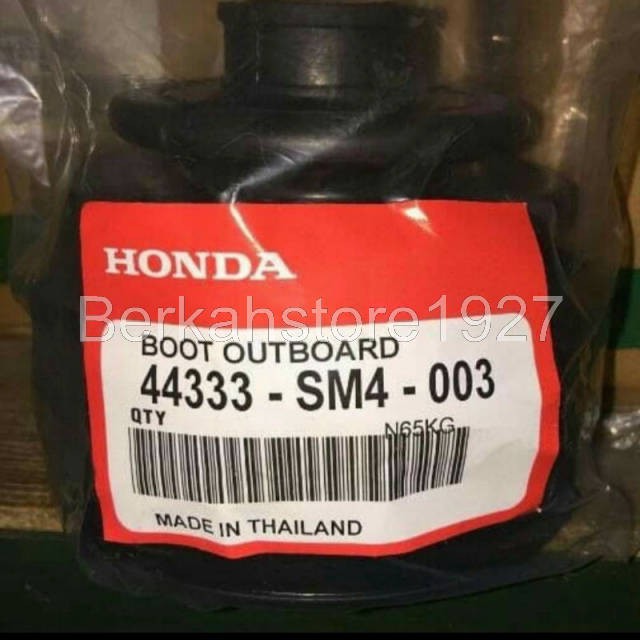 HONDA
Berkahstore1927
BOOT OUTBOARD
44333 - SM4 - 003
QTY
N65KG
MADE IN THAILAND